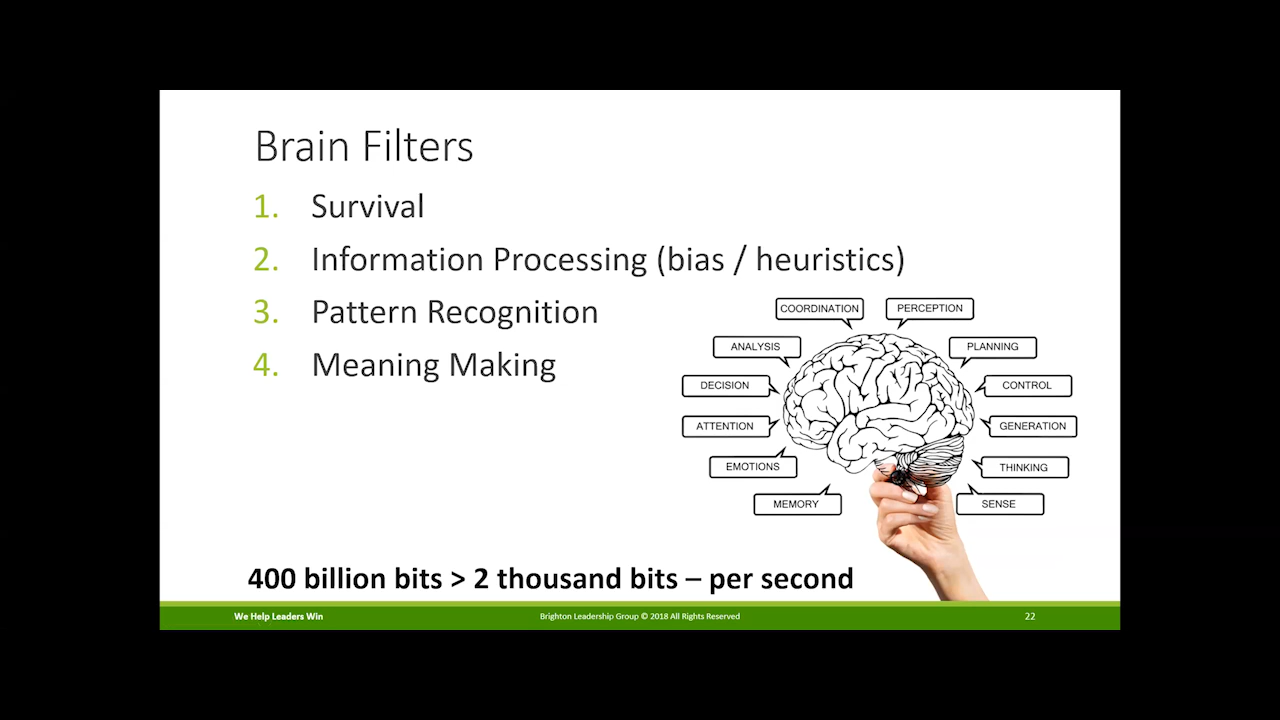 Brain Filters
1. Survival
2. Information Processing (bias / heuristics)
3. Pattern Recognition
4. Meaning Making
COORDINATION
PERCEPTION
ANALYSIS
PLANNING
DECISION
CONTROL
ATTENTION
GENERATION
EMOTIONS
THINKING
MEMORY
SENSE
400 billion bits > 2 thousand bits – per second
We Help Leaders Win
Brighton Leadership Group © 2018 All Rights Reserved
22